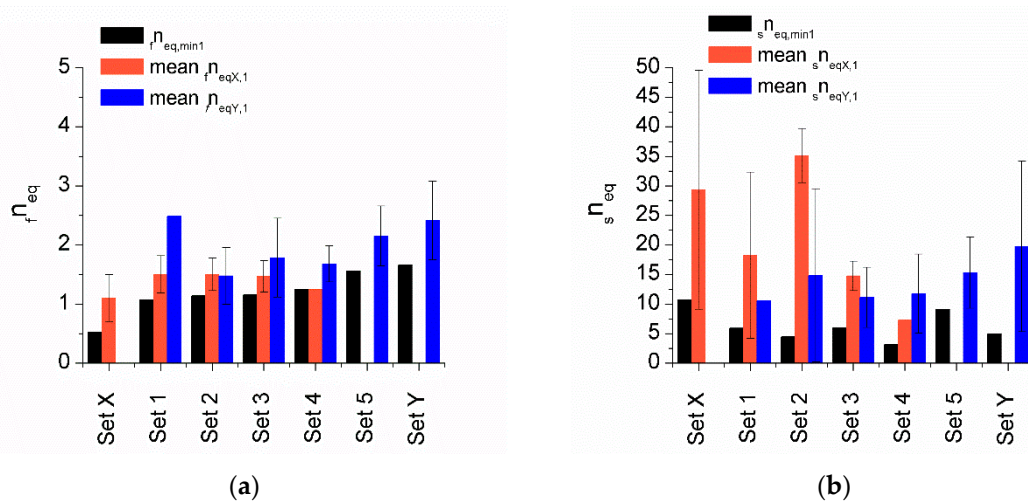 fneq,min1
mean fneqX,1
mean fneqY,1
5
4
3
2
1
0
fneq
Set X
Set 1
Set 2
Set 3
Set 4
Set 5
Set Y
(a)
sneq,min1
mean sneqX,1
mean sneqY,1
50
45
40
35
30
25
20
15
10
5
0
sneq
Set X
Set 1
Set 2
Set 3
Set 4
Set 5
Set Y
(b)